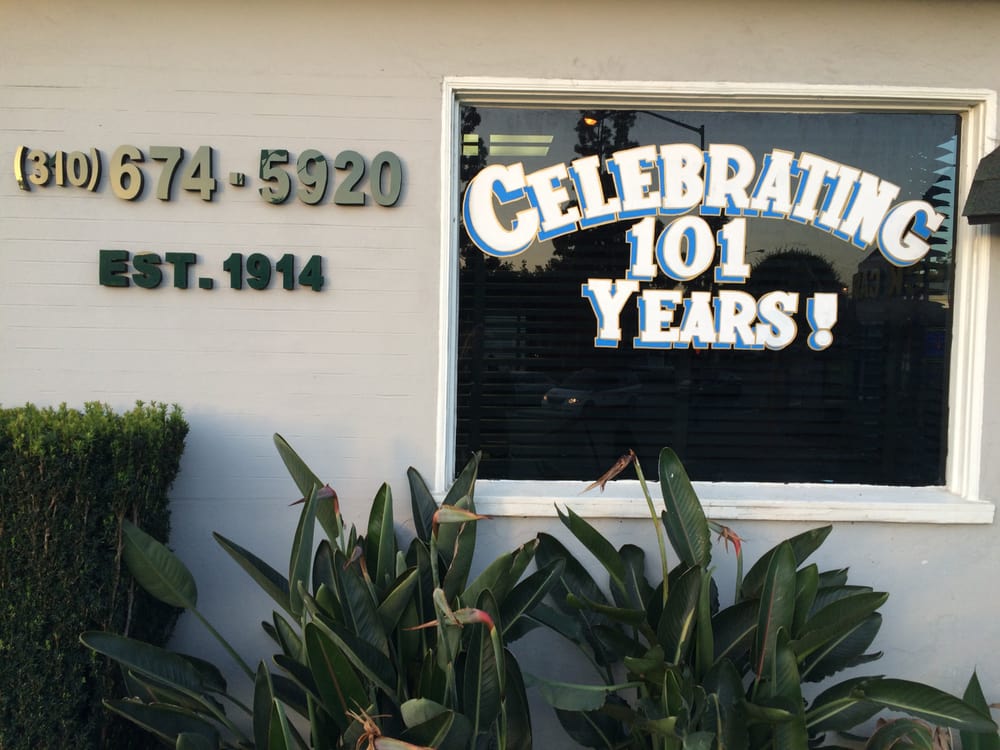 (310) 674-5920
EST. 1914
CELEBRATING
101
YEARS!